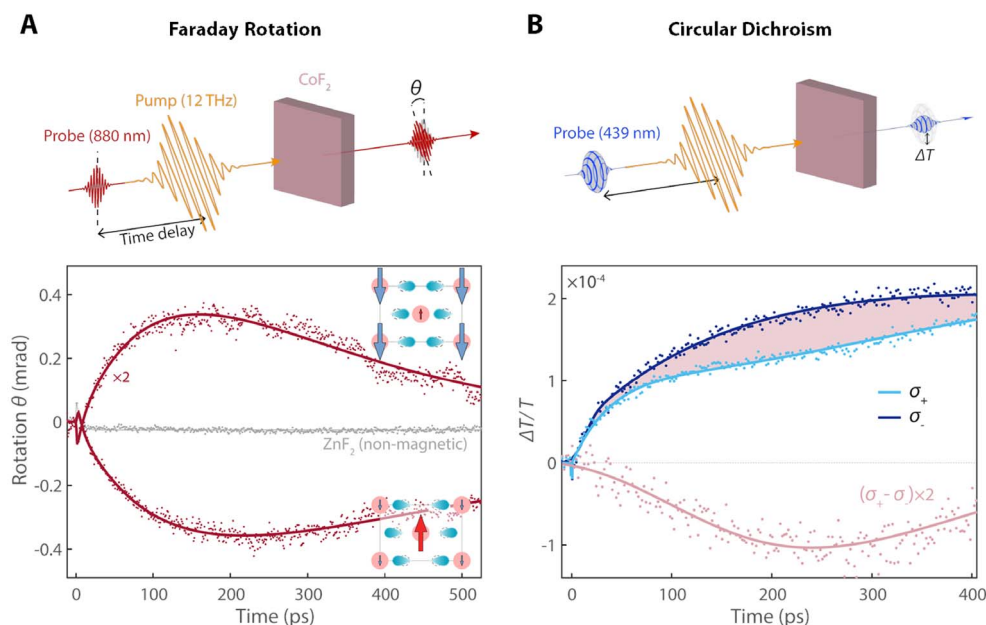 A
Faraday Rotation
CoF₂
Pump (12 THz)
Probe (880 nm)
θ
Time delay
Rotation θ (mrad)
0.4
0.2
0
-0.2
-0.4
×2
ZnF₂ (non-magnetic)
0
100
200
300
400
500
Time (ps)
B
Circular Dichroism
Probe (439 nm)
ΔT
ΔT/T
×10⁻⁴
2
1
0
-1
σ₊
σ₋
(σ₊- σ)×2
0
100
200
300
400
Time (ps)